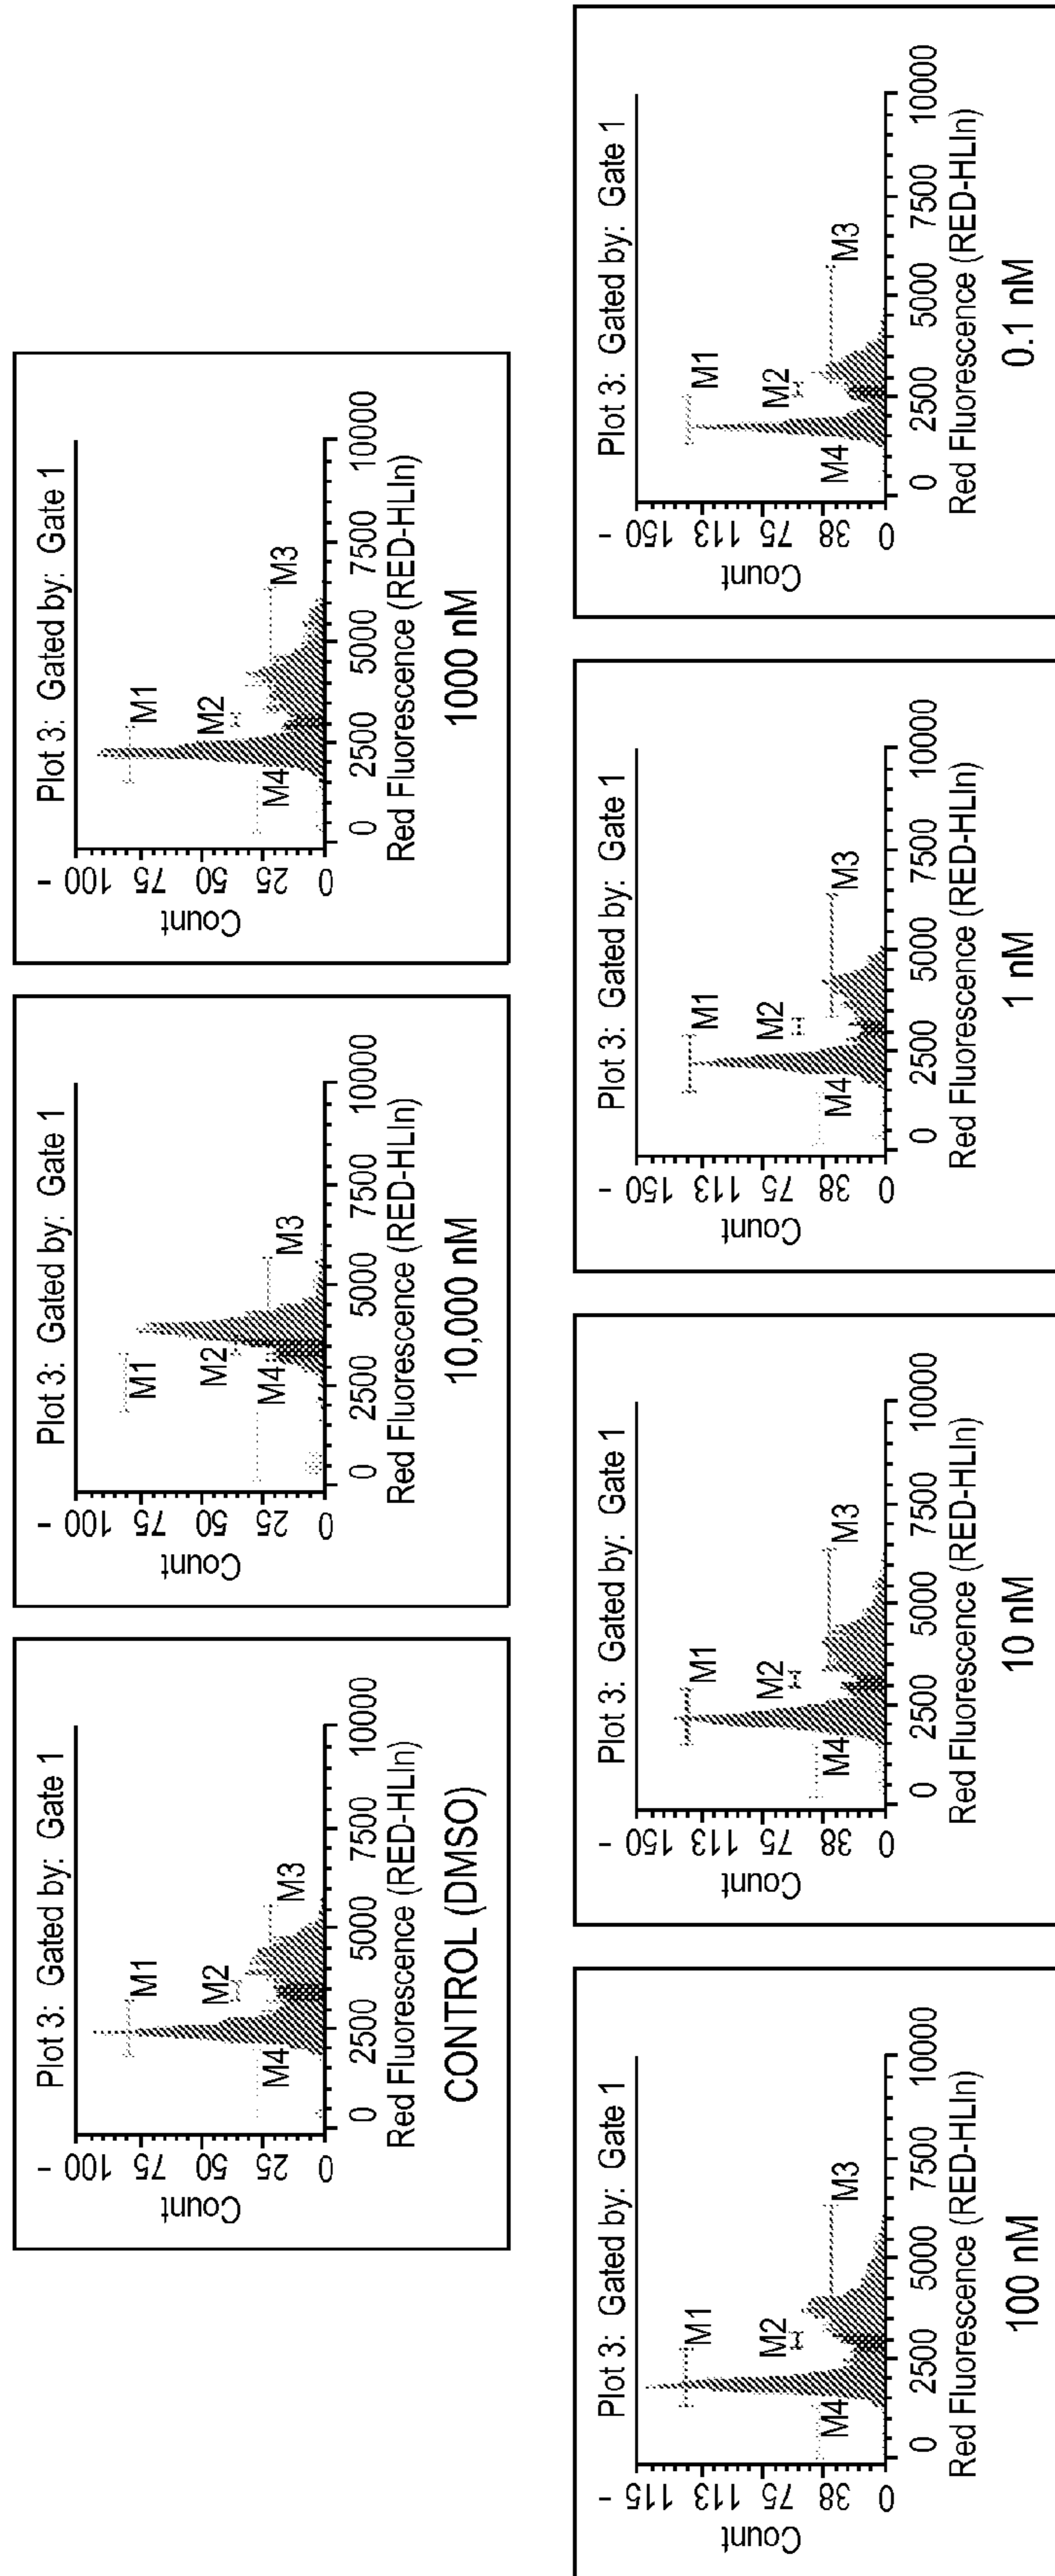 Plot 3: Gated by: Gate 1
- 100
75
50
25
0
Count
M1
M2
M3
M4
0 2500 5000 7500 10000
Red Fluorescence (RED-HLIn)
CONTROL (DMSO)
Plot 3: Gated by: Gate 1
- 100
75
50
25
0
Count
M1
M2
M3
M4
0 2500 5000 7500 10000
Red Fluorescence (RED-HLIn)
10,000 nM
Plot 3: Gated by: Gate 1
- 100
75
50
25
0
Count
M1
M2
M3
M4
0 2500 5000 7500 10000
Red Fluorescence (RED-HLIn)
1000 nM
Plot 3: Gated by: Gate 1
- 115
113
75
38
0
Count
M1
M2
M3
M4
0 2500 5000 7500 10000
Red Fluorescence (RED-HLIn)
100 nM
Plot 3: Gated by: Gate 1
- 150
113
75
38
0
Count
M1
M2
M3
M4
0 2500 5000 7500 10000
Red Fluorescence (RED-HLIn)
10 nM
Plot 3: Gated by: Gate 1
- 150
113
75
38
0
Count
M1
M2
M3
M4
0 2500 5000 7500 10000
Red Fluorescence (RED-HLIn)
1 nM
Plot 3: Gated by: Gate 1
- 150
113
75
38
0
Count
M1
M2
M3
M4
0 2500 5000 7500 10000
Red Fluorescence (RED-HLIn)
0.1 nM